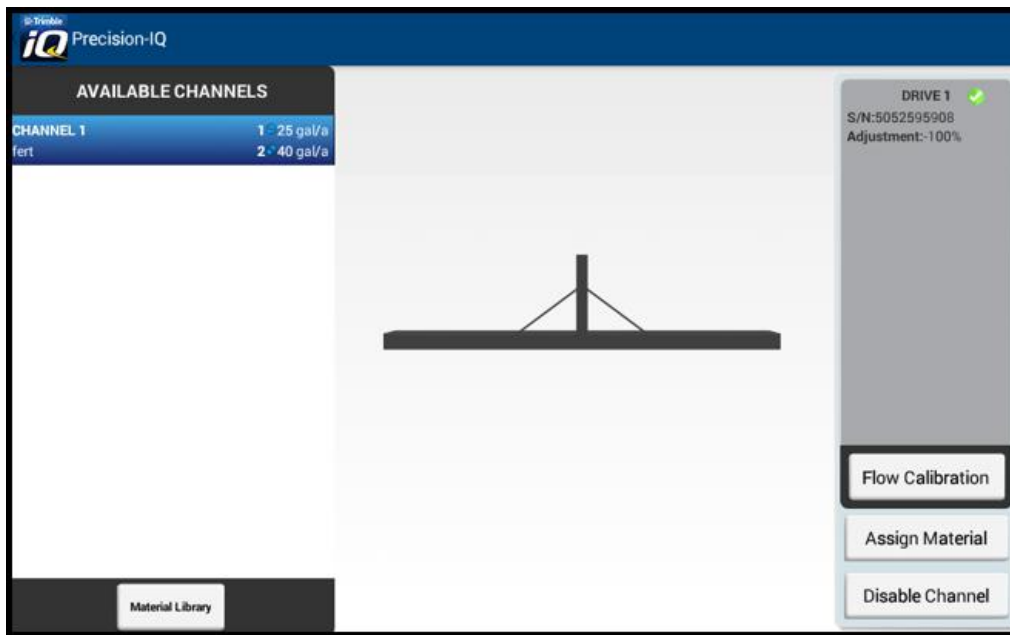 Trimble
iQ Precision-IQ
AVAILABLE CHANNELS
CHANNEL 1 1 25 gal/a
fert 2 40 gal/a
DRIVE 1
S/N:5052595908
Adjustment:-100%
Flow Calibration
Assign Material
Disable Channel
Material Library